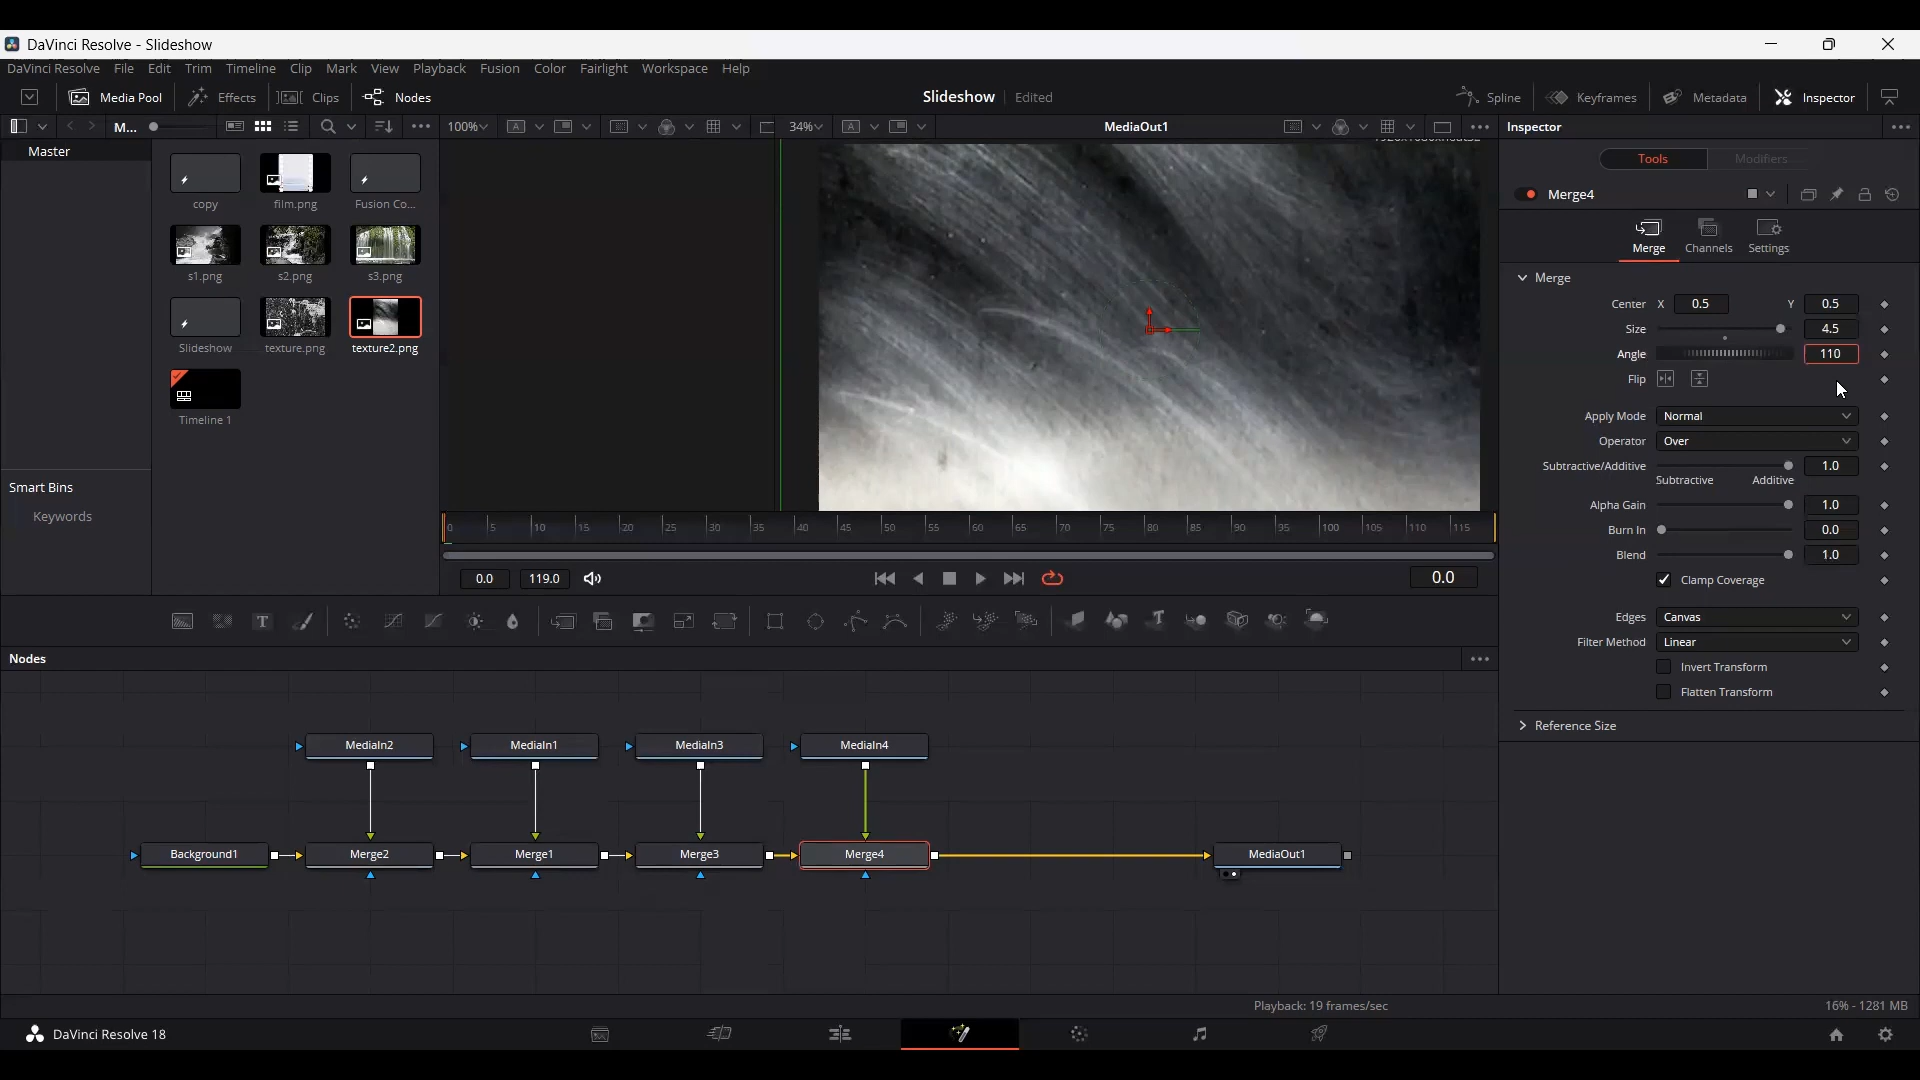 DaVinci Resolve - Slideshow
DaVinci Resolve File Edit Trim Timeline Clip Mark View Playback Fusion Color Fairlight Workspace Help
Media Pool Effects Clips Nodes Slideshow Edited Spline Keyframes Metadata Inspector
M... 100% A 34% A MediaOut1 Inspector
Master
copy film.png Fusion Co...
s1.png s2.png s3.png
Slideshow texture.png texture2.png
Timeline 1
Smart Bins
Keywords
0 5 10 15 20 25 30 35 40 45 50 55 60 65 70 75 80 85 90 95 100 105 110 115
0.0 119.0 0.0
Tools Modifiers
Merge4
Merge Channels Settings
Merge
Center X 0.5 Y 0.5
Size 4.5
Angle 110
Flip
Apply Mode Normal
Operator Over
Subtractive/Additive 1.0
Subtractive Additive
Alpha Gain 1.0
Burn In 0.0
Blend 1.0
Clamp Coverage
Edges Canvas
Filter Method Linear
Invert Transform
Flatten Transform
Reference Size
Nodes
MediaIn2 MediaIn1 MediaIn3 MediaIn4
Background1 Merge2 Merge1 Merge3 Merge4 MediaOut1
Playback: 19 frames/sec 16% - 1281 MB
DaVinci Resolve 18